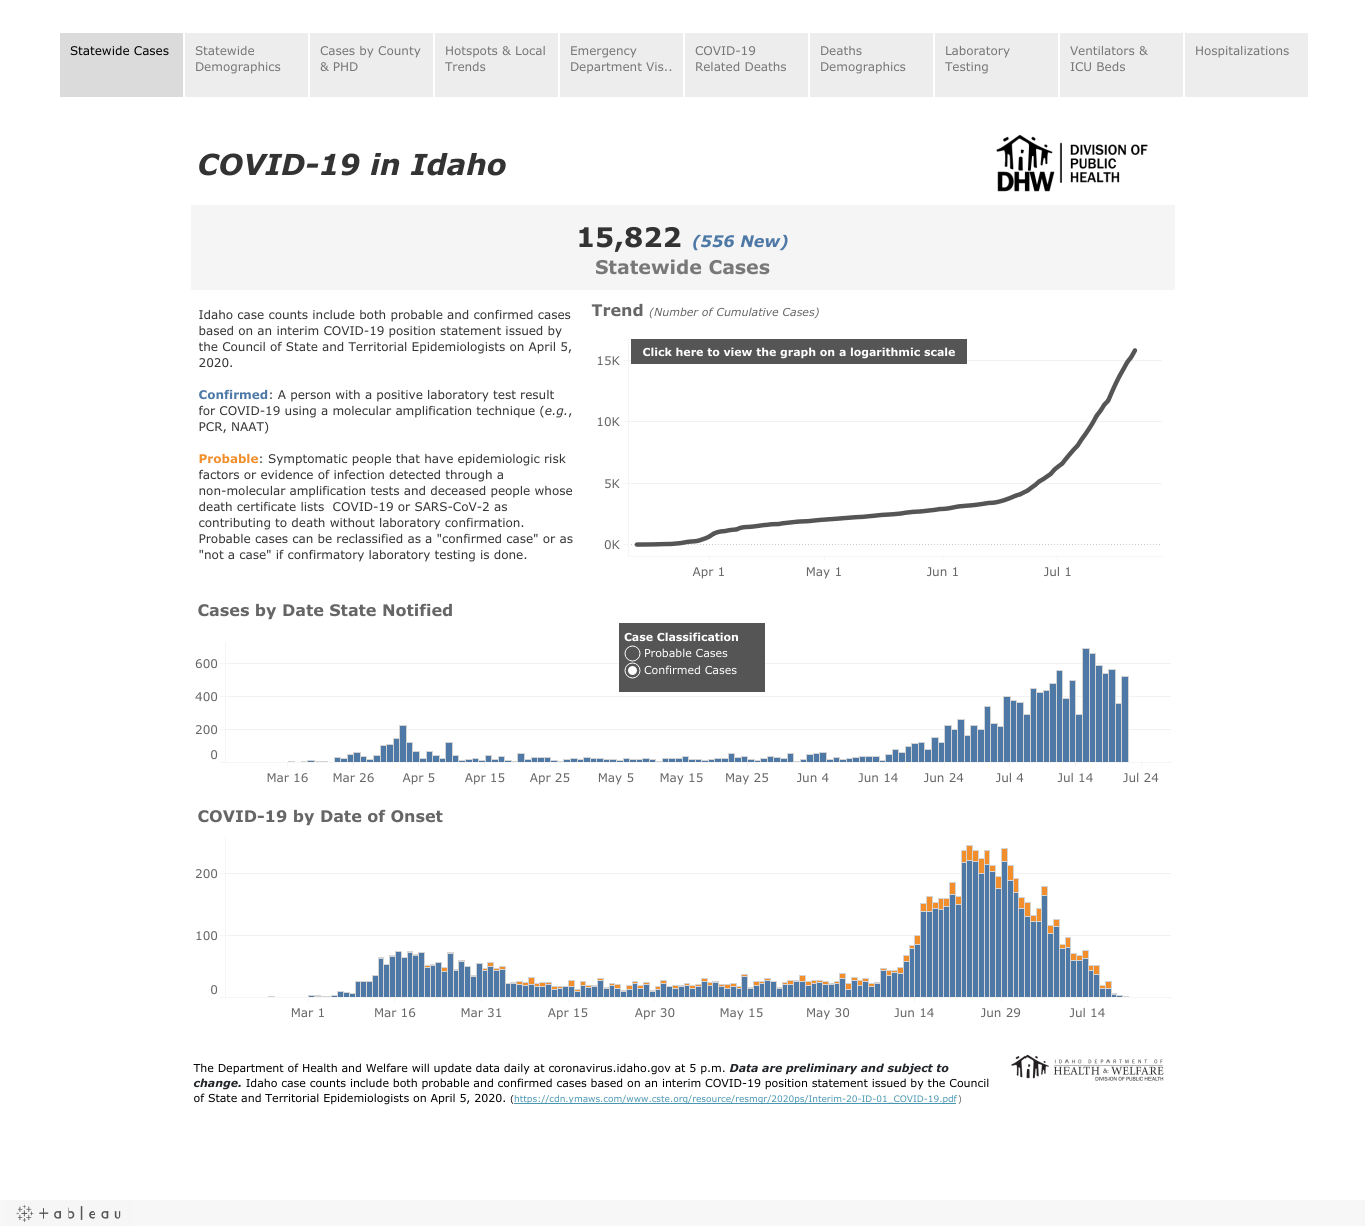 Statewide Cases
Statewide
Demographics
Cases by County
& PHD
Hotspots & Local
Trends
Emergency
Department Vis..
COVID-19
Related Deaths
Deaths
Demographics
Laboratory
Testing
Ventilators &
ICU Beds
Hospitalizations
COVID-19 in Idaho
DHW
DIVISION OF
PUBLIC
HEALTH
15,822 (556 New)
Statewide Cases
Idaho case counts include both probable and confirmed cases
based on an interim COVID-19 position statement issued by
the Council of State and Territorial Epidemiologists on April 5,
2020.
Confirmed: A person with a positive laboratory test result
for COVID-19 using a molecular amplification technique (e.g.,
PCR, NAAT)
Probable: Symptomatic people that have epidemiologic risk
factors or evidence of infection detected through a
non-molecular amplification tests and deceased people whose
death certificate lists  COVID-19 or SARS-CoV-2 as
contributing to death without laboratory confirmation.
Probable cases can be reclassified as a "confirmed case" or as
"not a case" if confirmatory laboratory testing is done.
Trend (Number of Cumulative Cases)
Click here to view the graph on a logarithmic scale
15K
10K
5K
0K
Apr 1 May 1 Jun 1 Jul 1
Cases by Date State Notified
Case Classification
Probable Cases
Confirmed Cases
600
400
200
0
Mar 16 Mar 26 Apr 5 Apr 15 Apr 25 May 5 May 15 May 25 Jun 4 Jun 14 Jun 24 Jul 4 Jul 14 Jul 24
COVID-19 by Date of Onset
200
100
0
Mar 1 Mar 16 Mar 31 Apr 15 Apr 30 May 15 May 30 Jun 14 Jun 29 Jul 14
The Department of Health and Welfare will update data daily at coronavirus.idaho.gov at 5 p.m. Data are preliminary and subject to
change. Idaho case counts include both probable and confirmed cases based on an interim COVID-19 position statement issued by the Council
of State and Territorial Epidemiologists on April 5, 2020. (https://cdn.ymaws.com/www.cste.org/resource/resmgr/2020ps/Interim-20-ID-01_COVID-19.pdf)
IDAHO DEPARTMENT OF
HEALTH & WELFARE
DIVISION OF PUBLIC HEALTH
+ableau